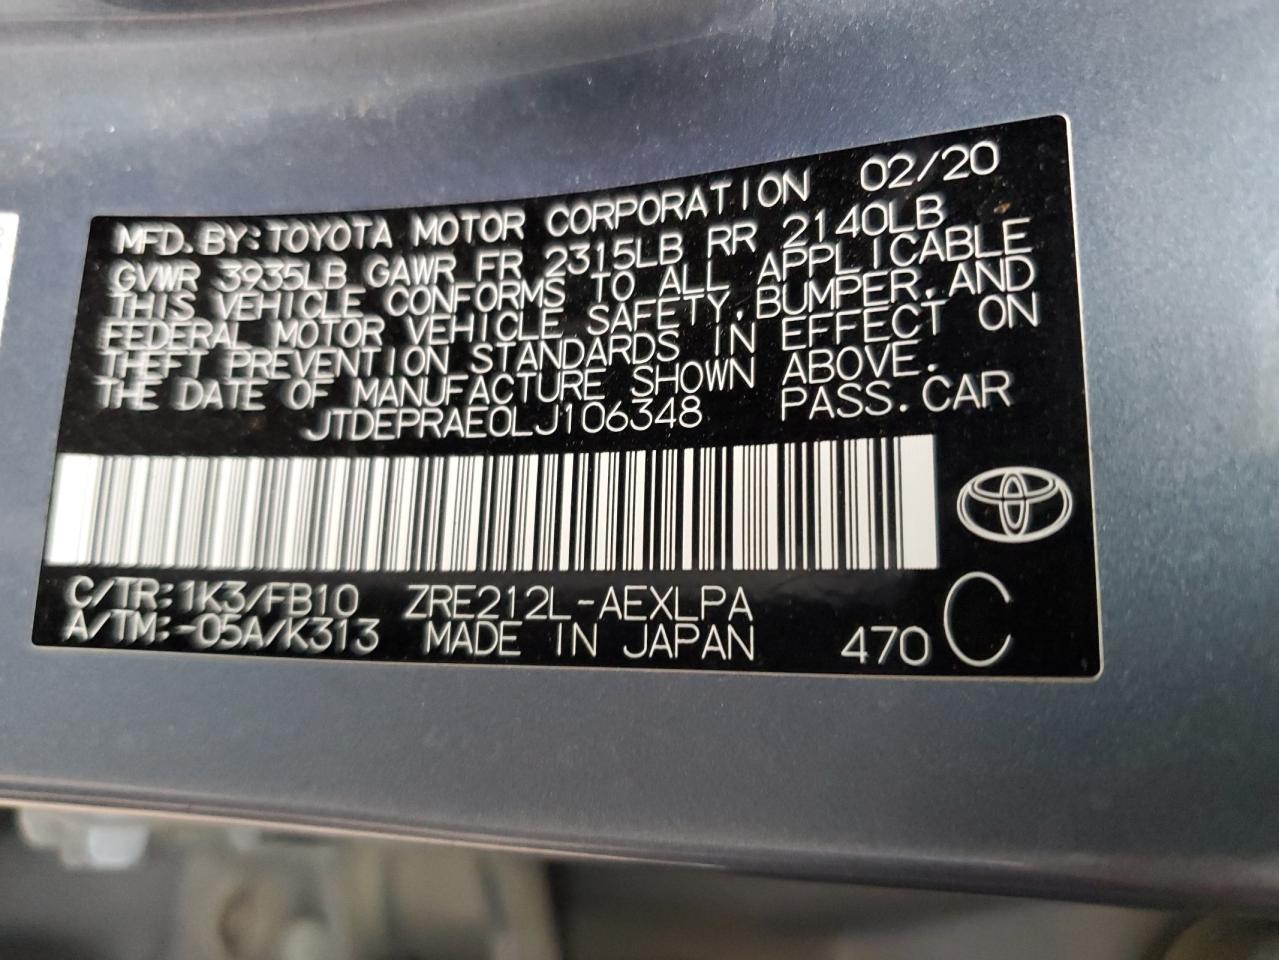 MFD. BY: TOYOTA MOTOR CORPORATION 02/20
GVWR 3935LB GAWR FR 2315LB RR 2140LB
THIS VEHICLE CONFORMS TO ALL APPLICABLE
FEDERAL MOTOR VEHICLE SAFETY, BUMPER, AND
THEFT PREVENTION STANDARDS IN EFFECT ON
THE DATE OF MANUFACTURE SHOWN ABOVE.
JTDEPRAE0LJ106348 PASS. CAR
C/TR: 1K3/FB10 ZRE212L-AEXLPA
A/TM: -05A/K313 MADE IN JAPAN 470 C